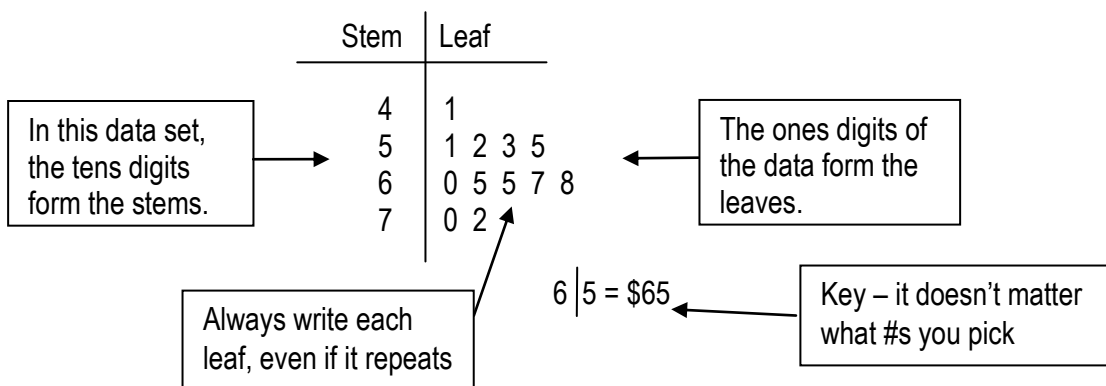 Stem Leaf
4 1
5 1 2 3 5
6 0 5 5 7 8
7 0 2
In this data set,
the tens digits
form the stems.
The ones digits of
the data form the
leaves.
Always write each
leaf, even if it repeats
6 5 = $65
Key – it doesn’t matter
what #s you pick